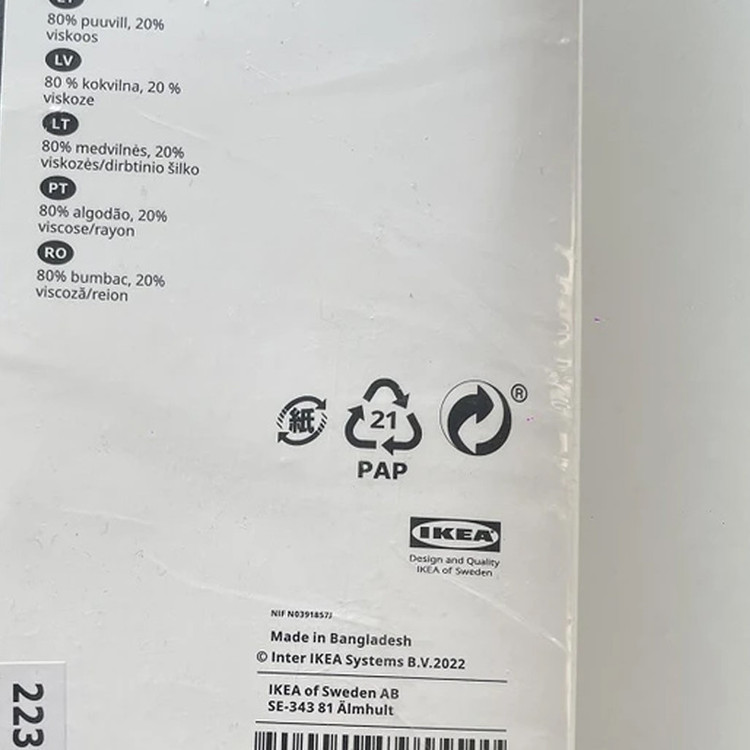 80% puuvill, 20%
viskoos
LV
80 % kokvilna, 20 %
viskoze
LT
80% medvilnės, 20%
viskozės/dirbtinio šilko
PT
80% algodão, 20%
viscose/rayon
RO
80% bumbac, 20%
viscoză/reion
紙
21
PAP
®
IKEA
Design and Quality
IKEA of Sweden
NIF N0391857J
Made in Bangladesh
© Inter IKEA Systems B.V.2022
IKEA of Sweden AB
SE-343 81 Älmhult
223